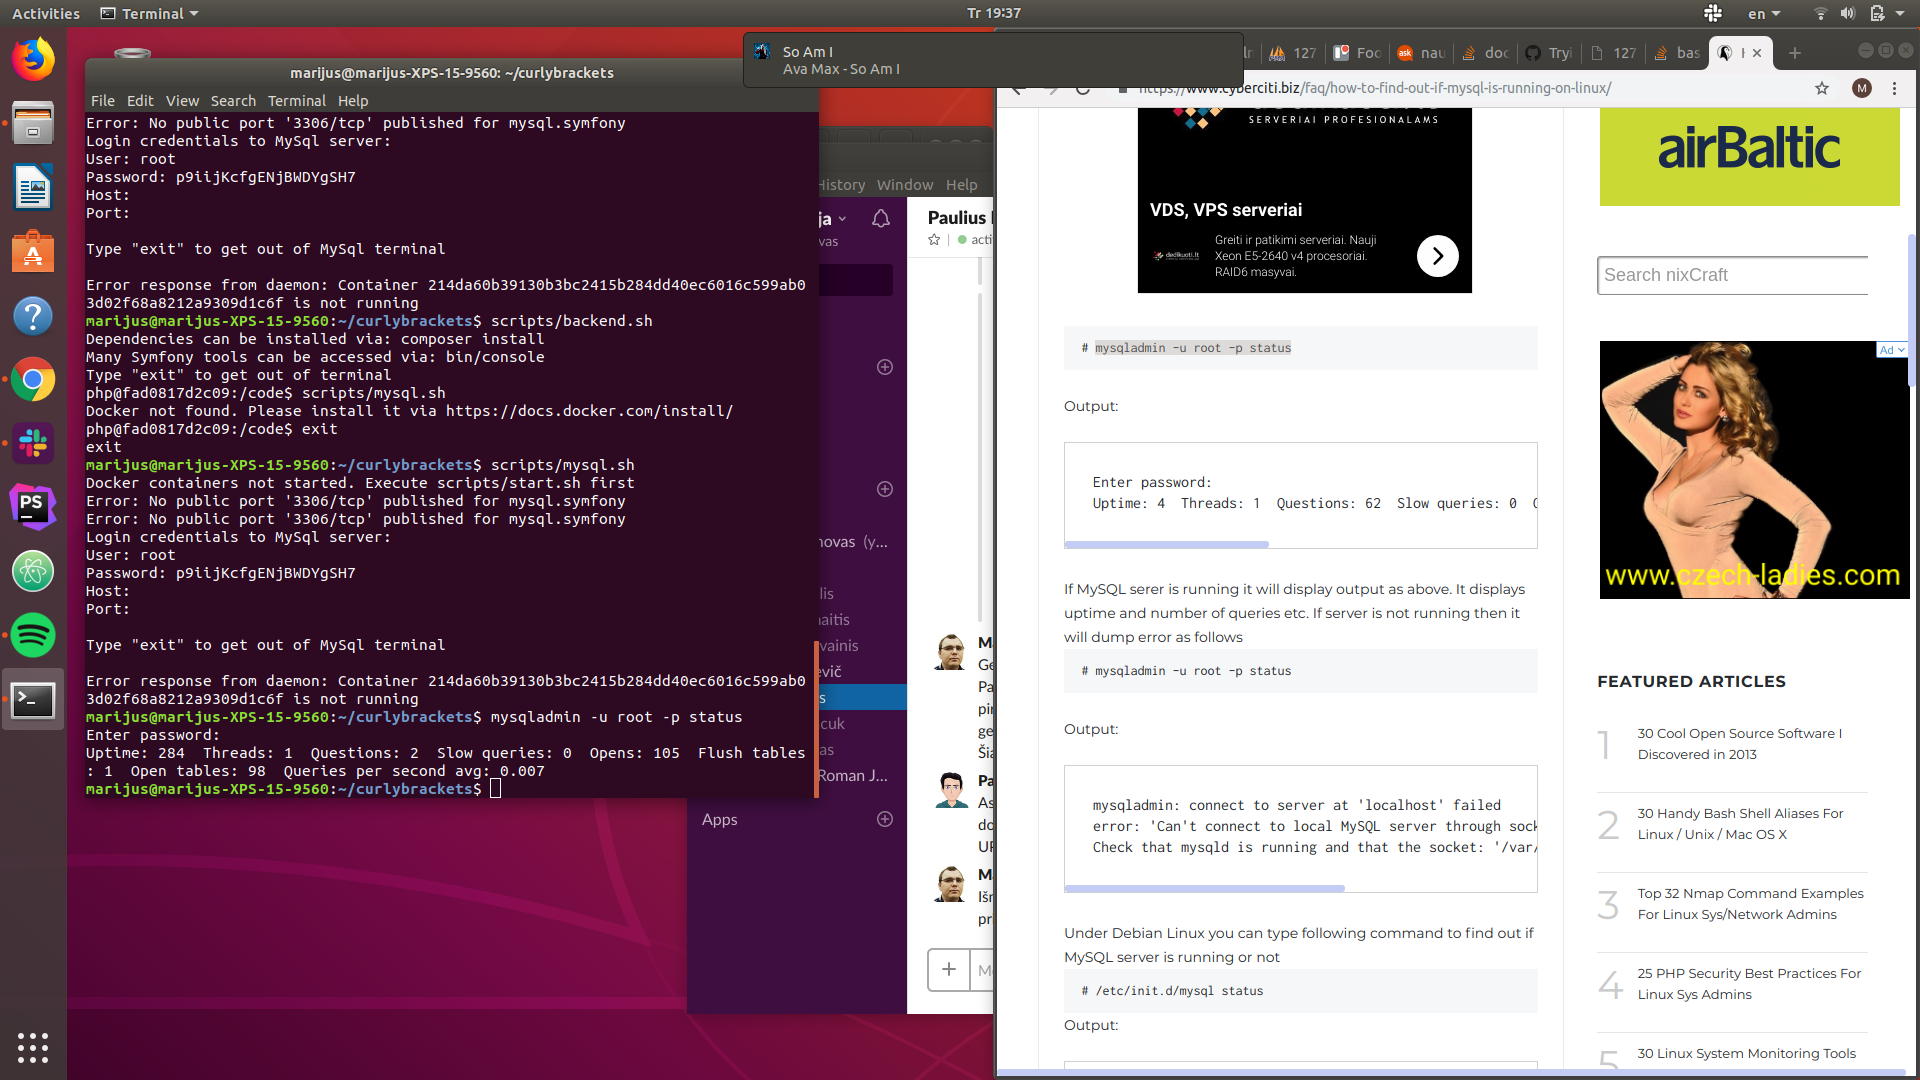 Activities
Terminal
Tr 19:37
en
So Am I
Ava Max - So Am I
marijus@marijus-XPS-15-9560: ~/curlybrackets
File Edit View Search Terminal Help
Error: No public port '3306/tcp' published for mysql.symfony
Login credentials to MySql server:
User: root
Password: p9iijKcfgENjBWDYgSH7
Host:
Port:
Type "exit" to get out of MySql terminal
Error response from daemon: Container 214da60b39130b3bc2415b284dd40ec6016c599ab0
3d02f68a8212a9309d1c6f is not running
marijus@marijus-XPS-15-9560:~/curlybrackets$ scripts/backend.sh
Dependencies can be installed via: composer install
Many Symfony tools can be accessed via: bin/console
Type "exit" to get out of terminal
php@fad0817d2c09:/code$ scripts/mysql.sh
Docker not found. Please install it via https://docs.docker.com/install/
php@fad0817d2c09:/code$ exit
exit
marijus@marijus-XPS-15-9560:~/curlybrackets$ scripts/mysql.sh
Docker containers not started. Execute scripts/start.sh first
Error: No public port '3306/tcp' published for mysql.symfony
Error: No public port '3306/tcp' published for mysql.symfony
Login credentials to MySql server:
User: root
Password: p9iijKcfgENjBWDYgSH7
Host:
Port:
Type "exit" to get out of MySql terminal
Error response from daemon: Container 214da60b39130b3bc2415b284dd40ec6016c599ab0
3d02f68a8212a9309d1c6f is not running
marijus@marijus-XPS-15-9560:~/curlybrackets$ mysqladmin -u root -p status
Enter password:
Uptime: 284  Threads: 1  Questions: 2  Slow queries: 0  Opens: 105  Flush tables
: 1  Open tables: 98  Queries per second avg: 0.007
marijus@marijus-XPS-15-9560:~/curlybrackets$
History Window Help
ja
vas
novas (y...
lis
aitis
vainis
evič
s
cuk
as
Roman J...
Apps
Paulius
acti
M
Ge
Pa
pir
ge
Šia
Pa
As
do
UP
M
Išr
pr
127
Foo
ask
nau
doc
Tryi
127
bas
https://www.cyberciti.biz/faq/how-to-find-out-if-mysql-is-running-on-linux/
M
SERVERIAI PROFESIONALAMS
VDS, VPS serveriai
dedikuoti.lt
Greiti ir patikimi serveriai. Nauji
Xeon E5-2640 v4 procesoriai.
RAID6 masyvai.
# mysqladmin -u root -p status
Output:
Enter password:
Uptime: 4  Threads: 1  Questions: 62  Slow queries: 0
If MySQL serer is running it will display output as above. It displays
uptime and number of queries etc. If server is not running then it
will dump error as follows
# mysqladmin -u root -p status
Output:
mysqladmin: connect to server at 'localhost' failed
error: 'Can't connect to local MySQL server through sock
Check that mysqld is running and that the socket: '/var/
Under Debian Linux you can type following command to find out if
MySQL server is running or not
# /etc/init.d/mysql status
Output:
airBaltic
Search nixCraft
Ad
www.czech-ladies.com
FEATURED ARTICLES
1 30 Cool Open Source Software I
Discovered in 2013
2 30 Handy Bash Shell Aliases For
Linux / Unix / Mac OS X
3 Top 32 Nmap Command Examples
For Linux Sys/Network Admins
4 25 PHP Security Best Practices For
Linux Sys Admins
5 30 Linux System Monitoring Tools
PS